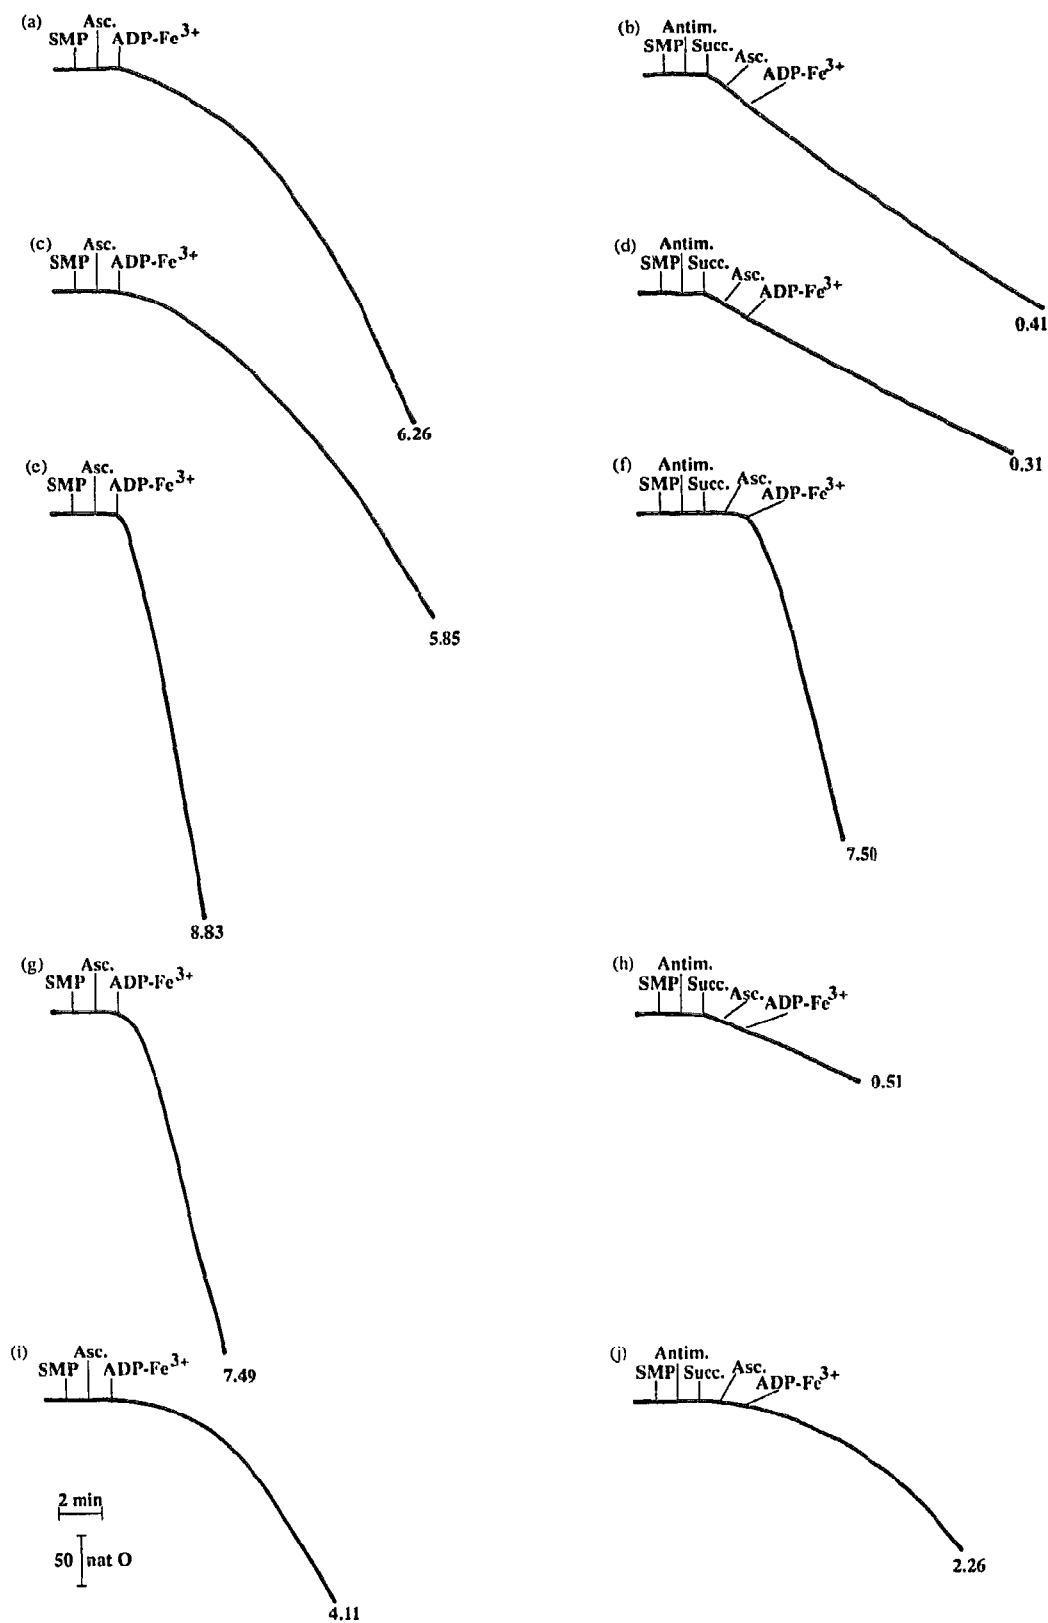 (a)
Asc.
SMP ADP-Fe3+
6.26
(b)
Antim.
SMP Succ.
Asc.
ADP-Fe3+
0.41
(c)
Asc.
SMP ADP-Fe3+
5.85
(d)
Antim.
SMP Succ.
Asc.
ADP-Fe3+
0.31
(e)
Asc.
SMP ADP-Fe3+
8.83
(f)
Antim.
SMP Succ.
Asc.
ADP-Fe3+
7.50
(g)
Asc.
SMP ADP-Fe3+
7.49
(h)
Antim.
SMP Succ.
Asc. ADP-Fe3+
0.51
(i)
Asc.
SMP ADP-Fe3+
4.11
(j)
Antim.
SMP Succ.
Asc.
ADP-Fe3+
2.26
2 min
50 nat O